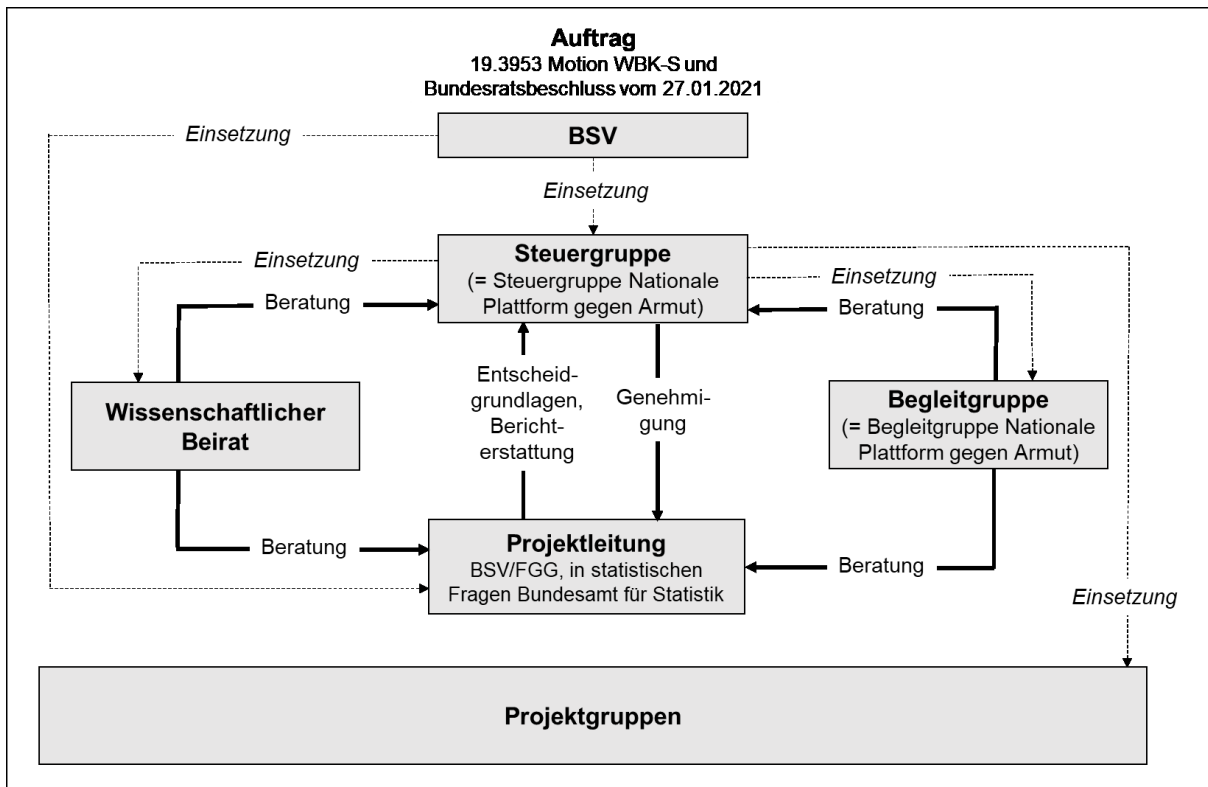 Auftrag
19.3953 Motion WBK-S und
Bundesratsbeschluss vom 27.01.2021
Einsetzung
BSV
Einsetzung
Steuergruppe
(= Steuergruppe Nationale
Plattform gegen Armut)
Einsetzung
Einsetzung
Beratung
Beratung
Entscheid-
grundlagen,
Bericht-
erstattung
Genehmi-
gung
Wissenschaftlicher
Beirat
Begleitgruppe
(= Begleitgruppe Nationale
Plattform gegen Armut)
Beratung
Projektleitung
BSV/FGG, in statistischen
Fragen Bundesamt für Statistik
Beratung
Einsetzung
Projektgruppen